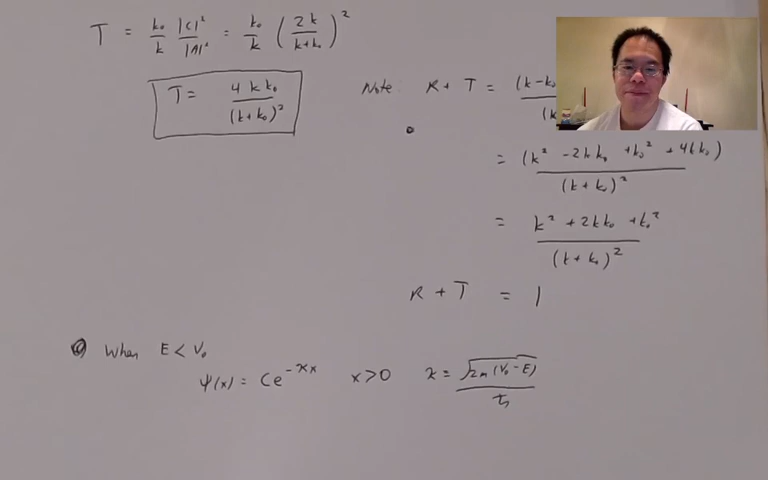 T = k₀/k |C|²/|A|² = k₀/k (2k/(k+k₀))²
T = 4kk₀/(k+k₀)²
Note: R + T = (k-k₀
(k
= (k² -2kk₀ +k₀² +4kk₀)/(k+k₀)²
= k² +2kk₀ +k₀²/(k+k₀)²
R + T = 1
When E < V₀
ψ(x) = Ce^(-ϰx) x>0 ϰ = √(2m(V₀-E))/ħ